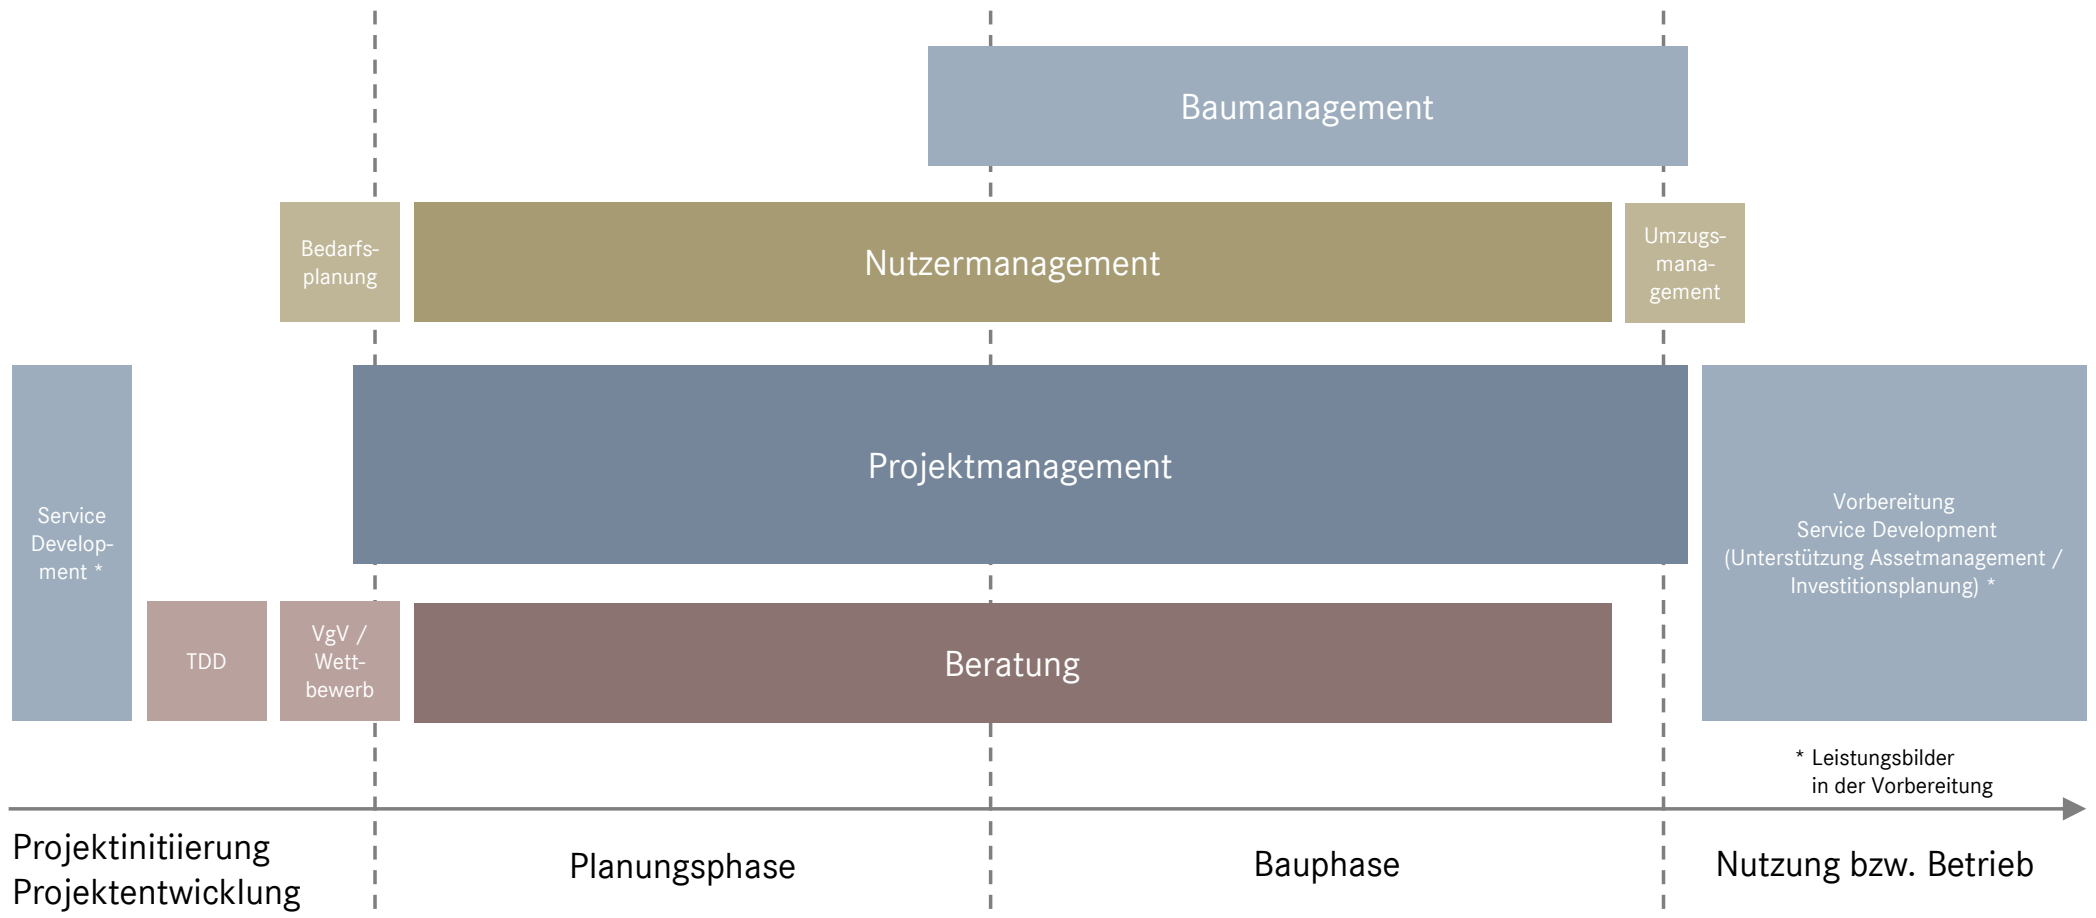 Baumanagement
Bedarfs-
planung
Nutzermanagement
Umzugs-
mana-
gement
Service
Develop-
ment *
Projektmanagement
Vorbereitung
Service Development
(Unterstützung Assetmanagement /
Investitionsplanung) *
TDD
VgV /
Wett-
bewerb
Beratung
* Leistungsbilder
in der Vorbereitung
Projektinitiierung
Projektentwicklung
Planungsphase
Bauphase
Nutzung bzw. Betrieb